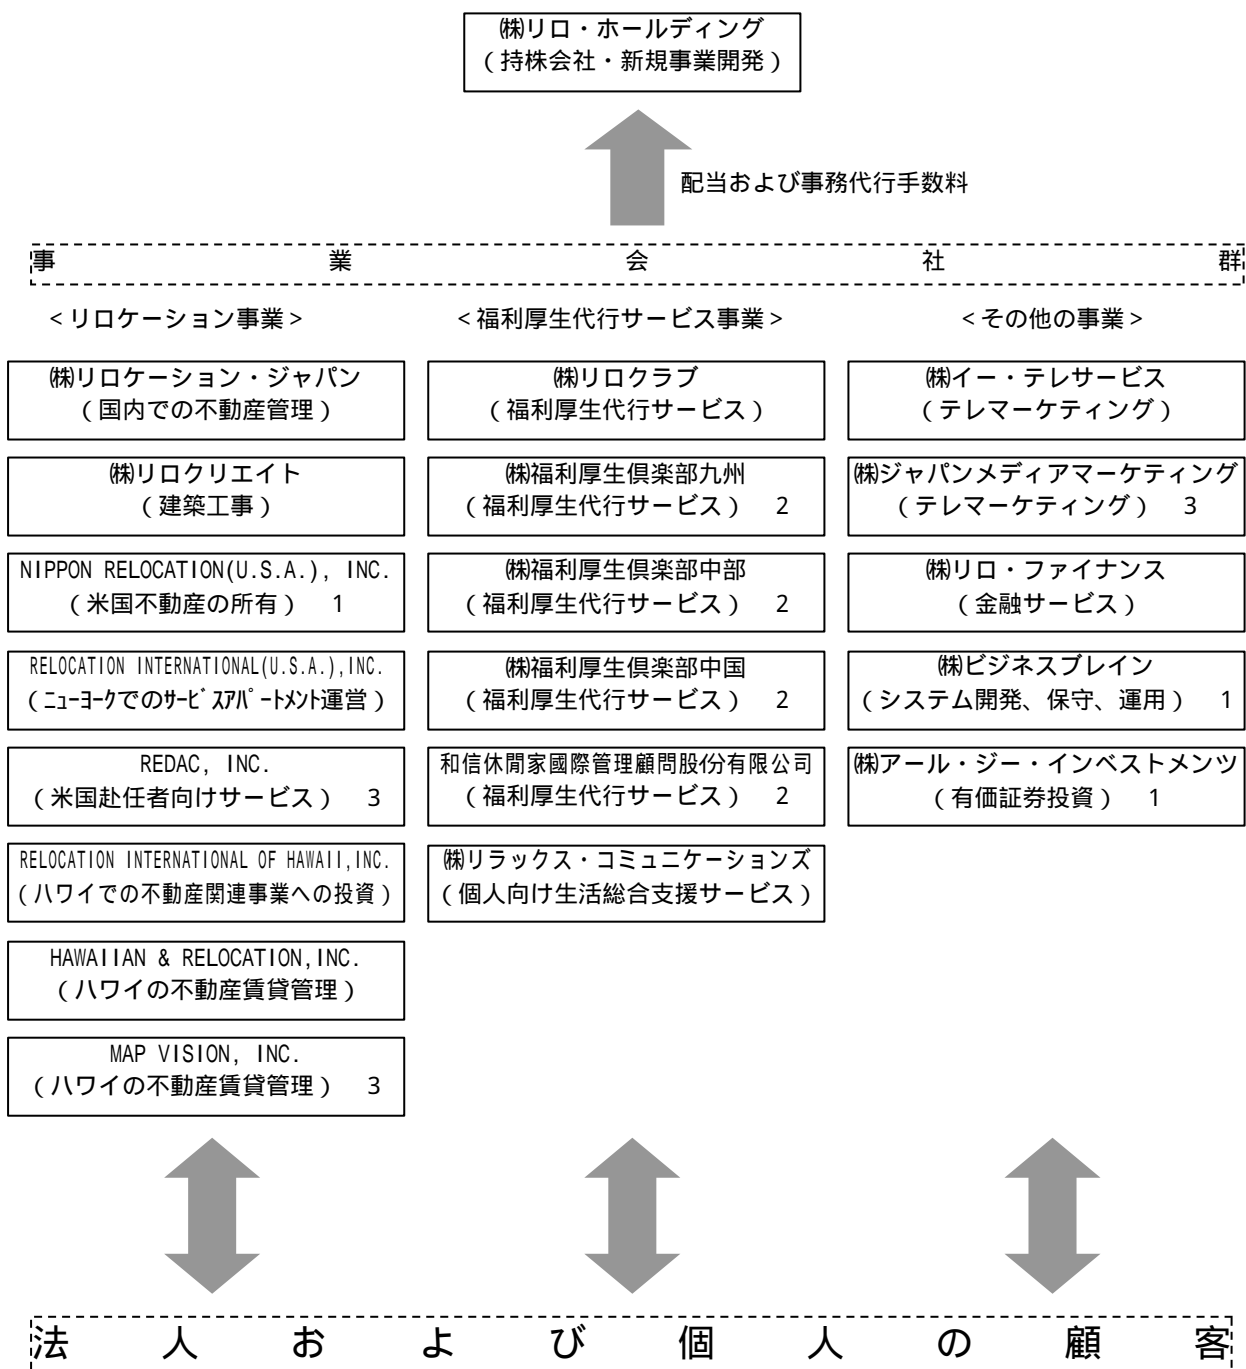 ㈱リロ・ホールディング
(持株会社・新規事業開発)
配当および事務代行手数料
事業会社群
<リロケーション事業>
㈱リロケーション・ジャパン
(国内での不動産管理)
㈱リロクリエイト
(建築工事)
NIPPON RELOCATION(U.S.A.), INC.
(米国不動産の所有) 1
RELOCATION INTERNATIONAL(U.S.A.),INC.
(ニューヨークでのサービスアパートメント運営)
REDAC, INC.
(米国赴任者向けサービス) 3
RELOCATION INTERNATIONAL OF HAWAII,INC.
(ハワイでの不動産関連事業への投資)
HAWAIIAN & RELOCATION,INC.
(ハワイの不動産賃貸管理)
MAP VISION, INC.
(ハワイの不動産賃貸管理) 3
<福利厚生代行サービス事業>
㈱リロクラブ
(福利厚生代行サービス)
㈱福利厚生倶楽部九州
(福利厚生代行サービス) 2
㈱福利厚生倶楽部中部
(福利厚生代行サービス) 2
㈱福利厚生倶楽部中国
(福利厚生代行サービス) 2
和信休閒家國際管理顧問股份有限公司
(福利厚生代行サービス) 2
㈱リラックス・コミュニケーションズ
(個人向け生活総合支援サービス)
<その他の事業>
㈱イー・テレサービス
(テレマーケティング)
㈱ジャパンメディアマーケティング
(テレマーケティング) 3
㈱リロ・ファイナンス
(金融サービス)
㈱ビジネスブレイン
(システム開発、保守、運用) 1
㈱アール・ジー・インベストメンツ
(有価証券投資) 1
法人および個人の顧客